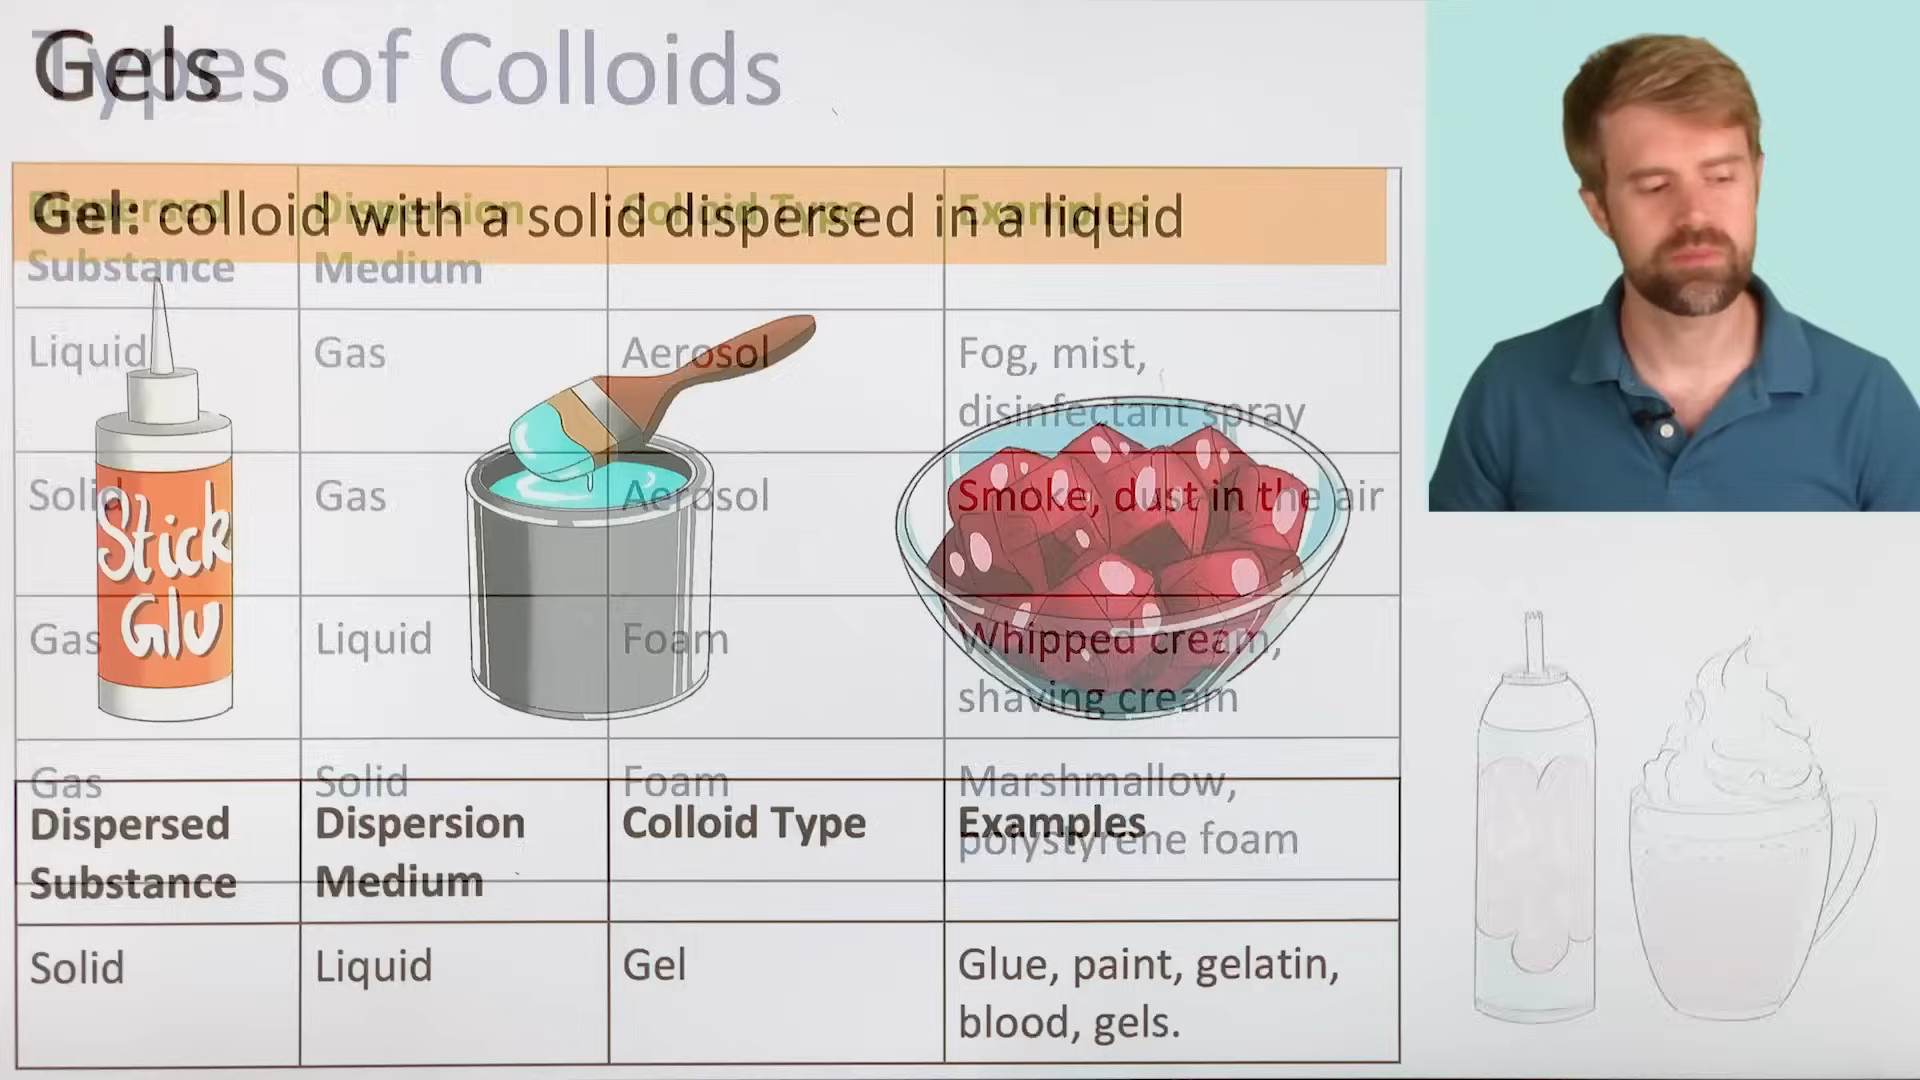 Gels
Types of Colloids
Gel: colloid with a solid dispersed in a liquid
Dispersed Substance
Dispersion Medium
Colloid Type
Examples
Liquid
Gas
Aerosol
Fog, mist,
disinfectant spray
Solid
Gas
Aerosol
Smoke, dust in the air
Gas
Liquid
Foam
Whipped cream,
shaving cream
Gas
Solid
Foam
Marshmallow,
polystyrene foam
Stick
Glu
Dispersed
Substance
Dispersion
Medium
Colloid Type
Examples
Solid
Liquid
Gel
Glue, paint, gelatin,
blood, gels.